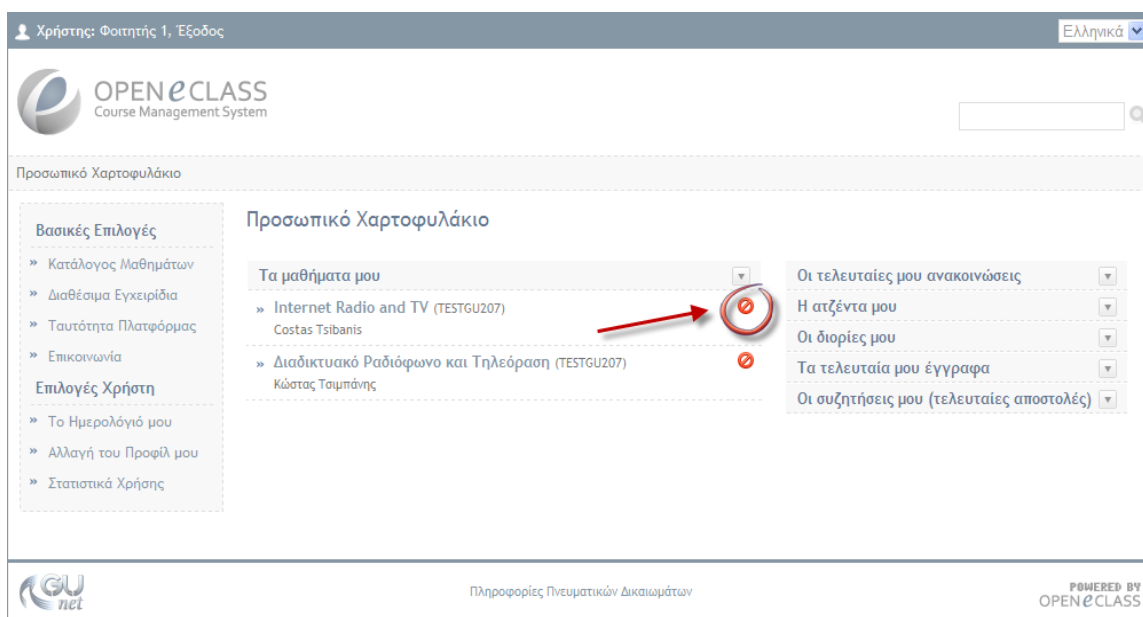 Χρήστης: Φοιτητής 1, Έξοδος
Ελληνικά
OPEN eCLASS
Course Management System
Προσωπικό Χαρτοφυλάκιο
Βασικές Επιλογές
» Κατάλογος Μαθημάτων
» Διαθέσιμα Εγχειρίδια
» Ταυτότητα Πλατφόρμας
» Επικοινωνία
Επιλογές Χρήστη
» Το Ημερολόγιό μου
» Αλλαγή του Προφίλ μου
» Στατιστικά Χρήσης
Προσωπικό Χαρτοφυλάκιο
Τα μαθήματα μου
» Internet Radio and TV (TESTGU207)
Costas Tsibanis
» Διαδικτυακό Ραδιόφωνο και Τηλεόραση (TESTGU207)
Κώστας Τσιμπάνης
Οι τελευταίες μου ανακοινώσεις
Η ατζέντα μου
Οι διορίες μου
Τα τελευταία μου έγγραφα
Οι συζητήσεις μου (τελευταίες αποστολές)
GU
net
Πληροφορίες Πνευματικών Δικαιωμάτων
POWERED BY
OPEN eCLASS